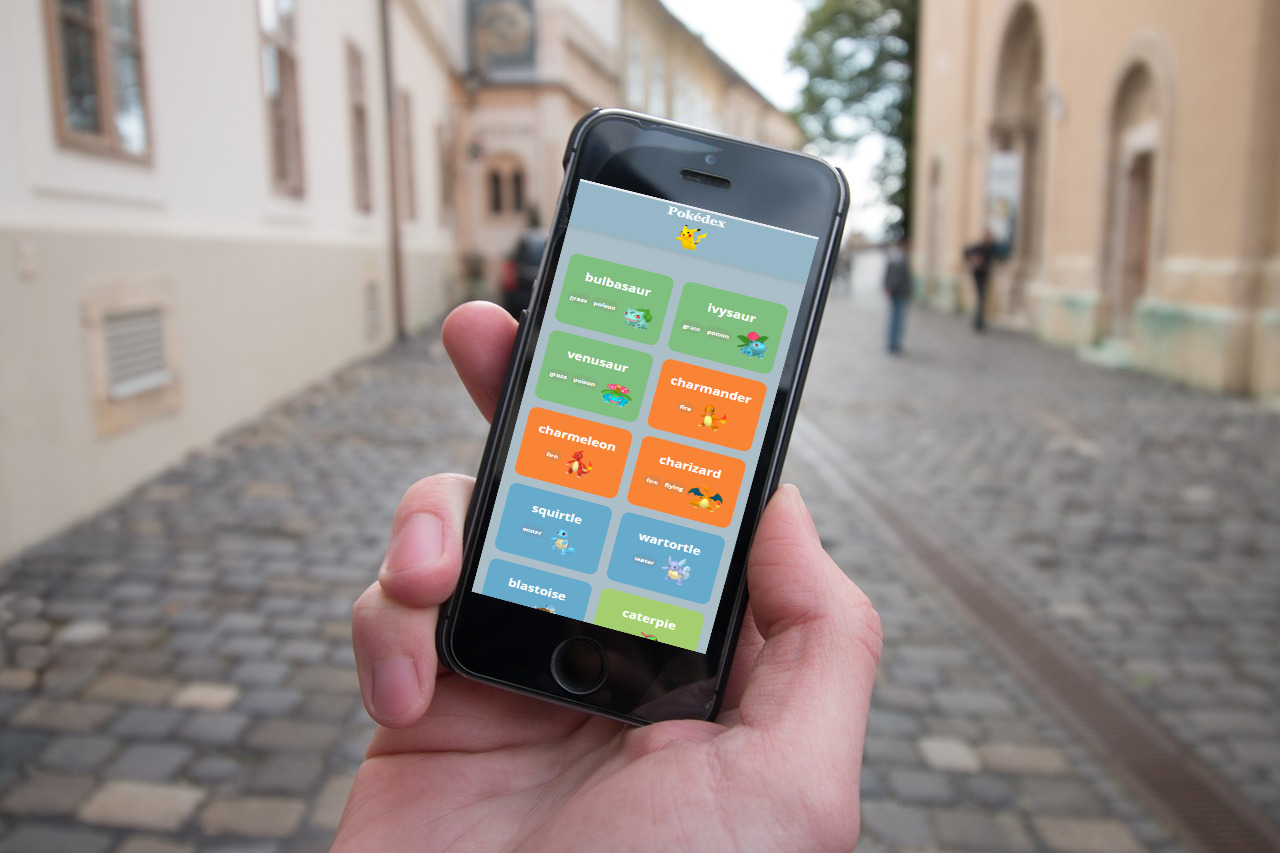 Pokédex
bulbasaur
grass poison
ivysaur
grass poison
venusaur
grass poison
charmander
fire
charmeleon
fire
charizard
fire flying
squirtle
water
wartortle
water
blastoise
caterpie